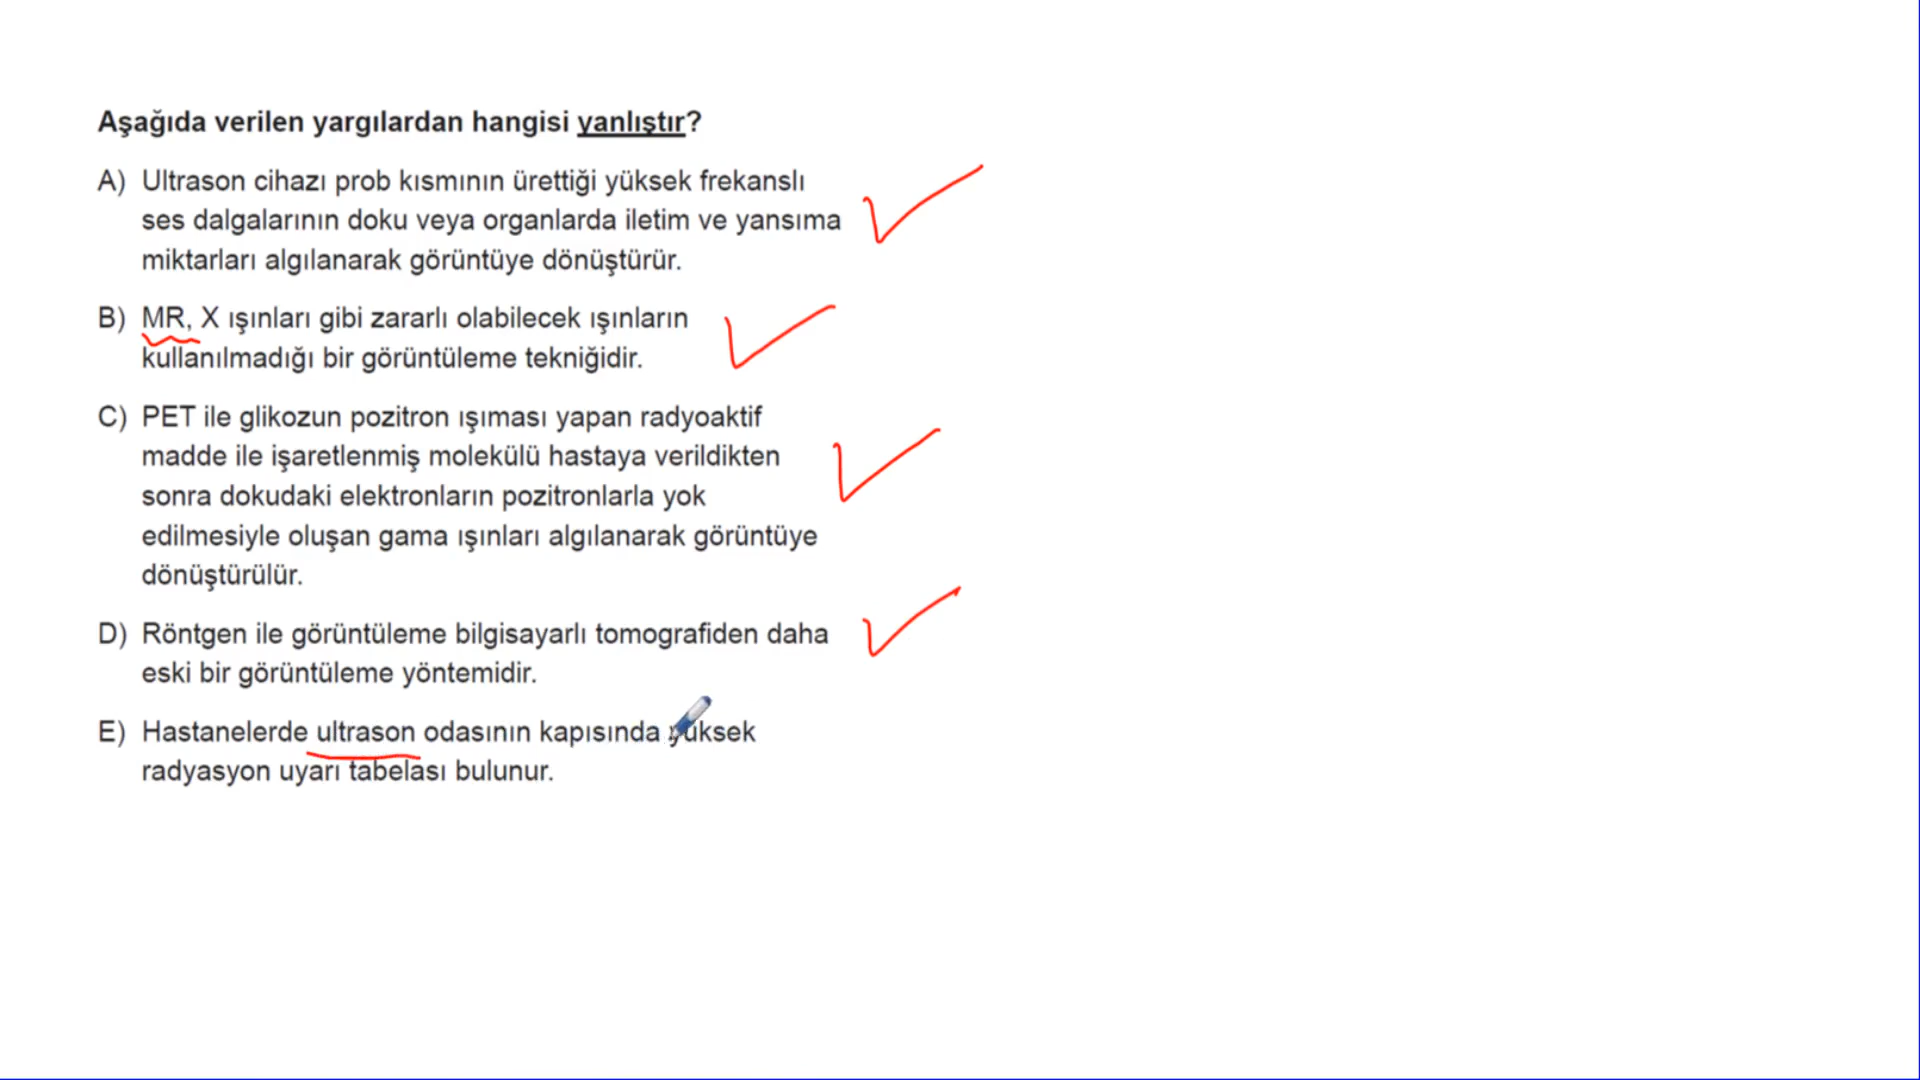 Aşağıda verilen yargılardan hangisi yanlıştır?
A) Ultrason cihazı prob kısmının ürettiği yüksek frekanslı
ses dalgalarının doku veya organlarda iletim ve yansıma
miktarları algılanarak görüntüye dönüştürür.
B) MR, X ışınları gibi zararlı olabilecek ışınların
kullanılmadığı bir görüntüleme tekniğidir.
C) PET ile glikozun pozitron ışıması yapan radyoaktif
madde ile işaretlenmiş molekülü hastaya verildikten
sonra dokudaki elektronların pozitronlarla yok
edilmesiyle oluşan gama ışınları algılanarak görüntüye
dönüştürülür.
D) Röntgen ile görüntüleme bilgisayarlı tomografiden daha
eski bir görüntüleme yöntemidir.
E) Hastanelerde ultrason odasının kapısında yüksek
radyasyon uyarı tabelası bulunur.